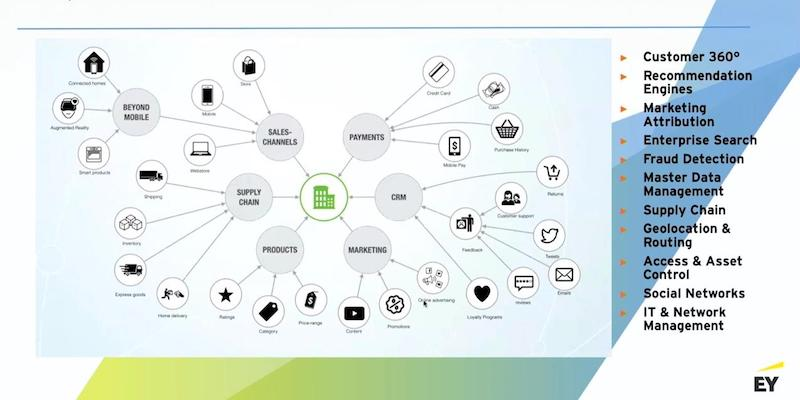 Connected homes
Augmented Reality
Smart products
BEYOND
MOBILE
Mobile
Store
Webstore
SALES-
CHANNELS
Credit Card
Cash
Purchase History
Mobile Pay
PAYMENTS
Shipping
Inventory
Express goods
Home delivery
SUPPLY
CHAIN
CRM
Returns
Customer support
Feedback
Tweets
Emails
reviews
Loyalty Programs
PRODUCTS
Ratings
Category
Price-range
MARKETING
Content
Promotions
Online advertising
Customer 360°
Recommendation
Engines
Marketing
Attribution
Enterprise Search
Fraud Detection
Master Data
Management
Supply Chain
Geolocation &
Routing
Access & Asset
Control
Social Networks
IT & Network
Management
EY